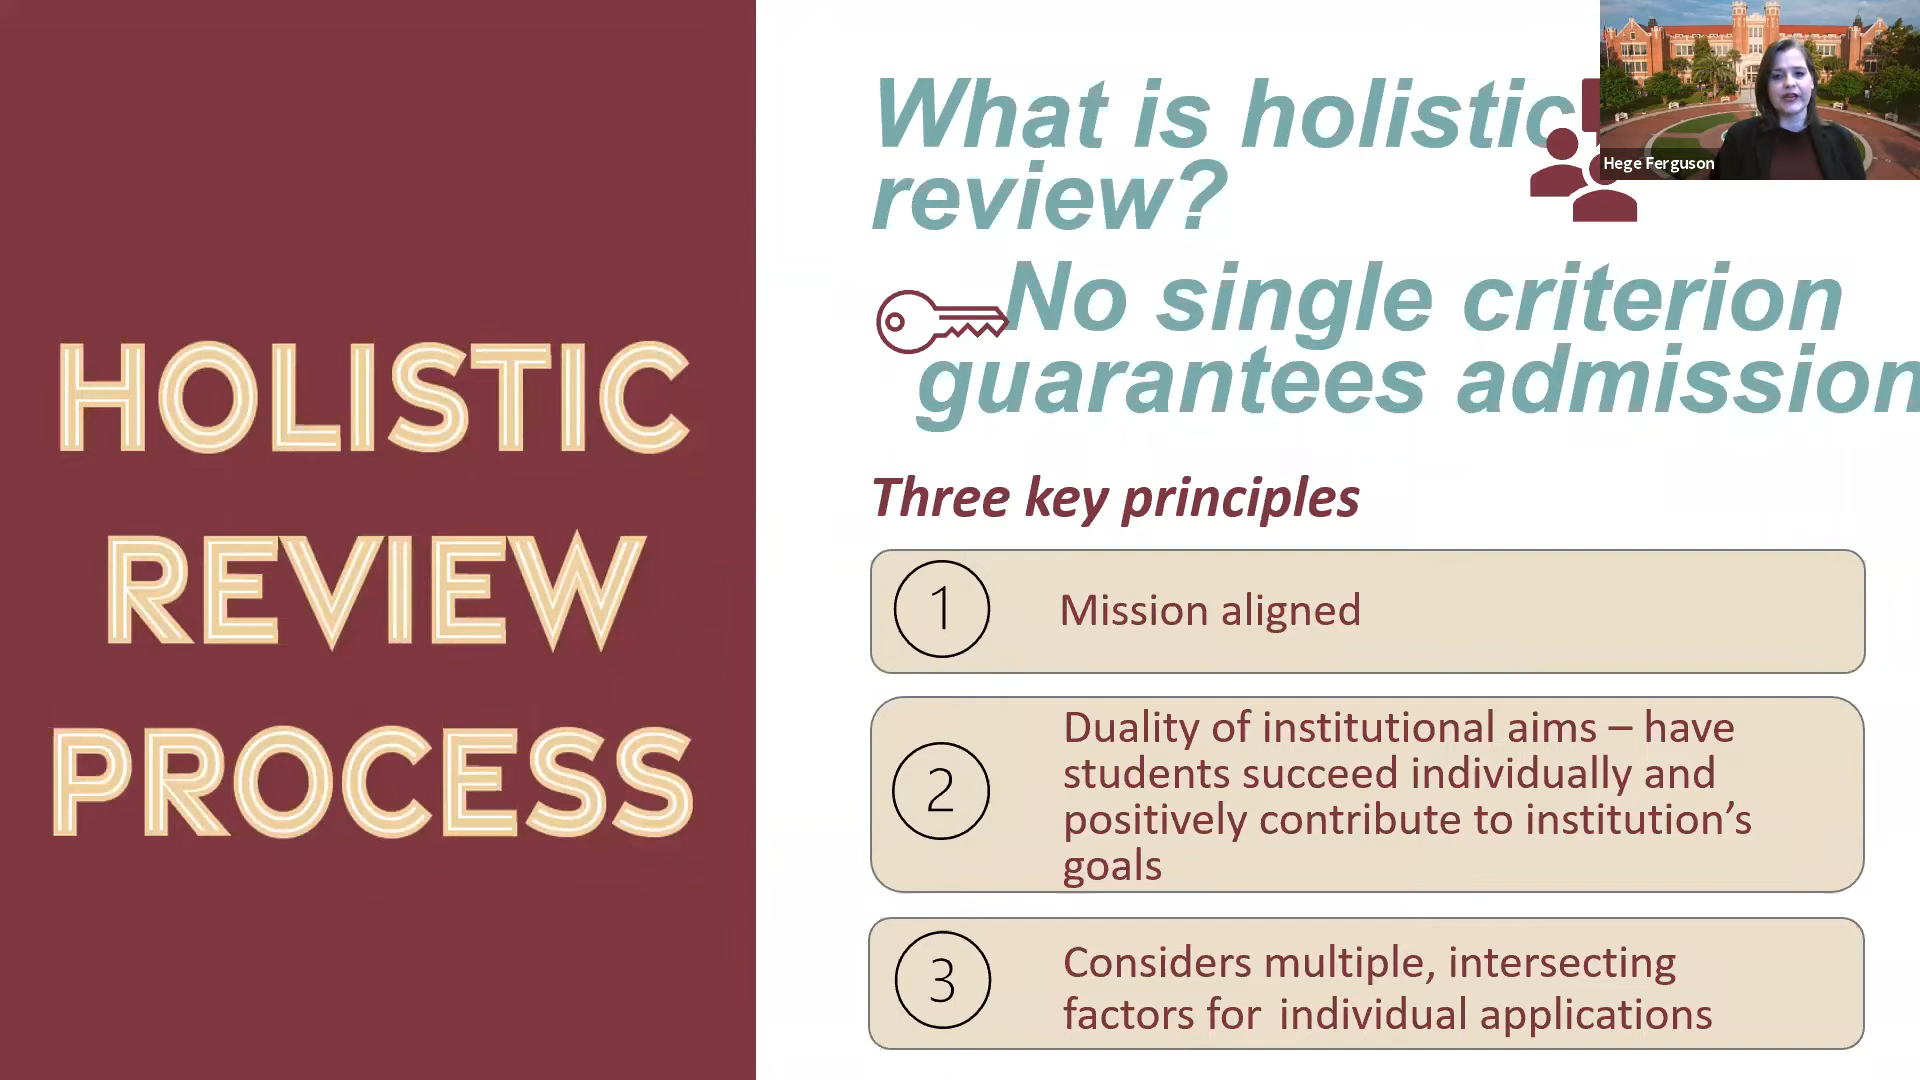 HOLISTIC
REVIEW
PROCESS
What is holistic
review?
No single criterion
guarantees admission
Three key principles
1
Mission aligned
2
Duality of institutional aims – have
students succeed individually and
positively contribute to institution’s
goals
3
Considers multiple, intersecting
factors for individual applications
Hege Ferguson